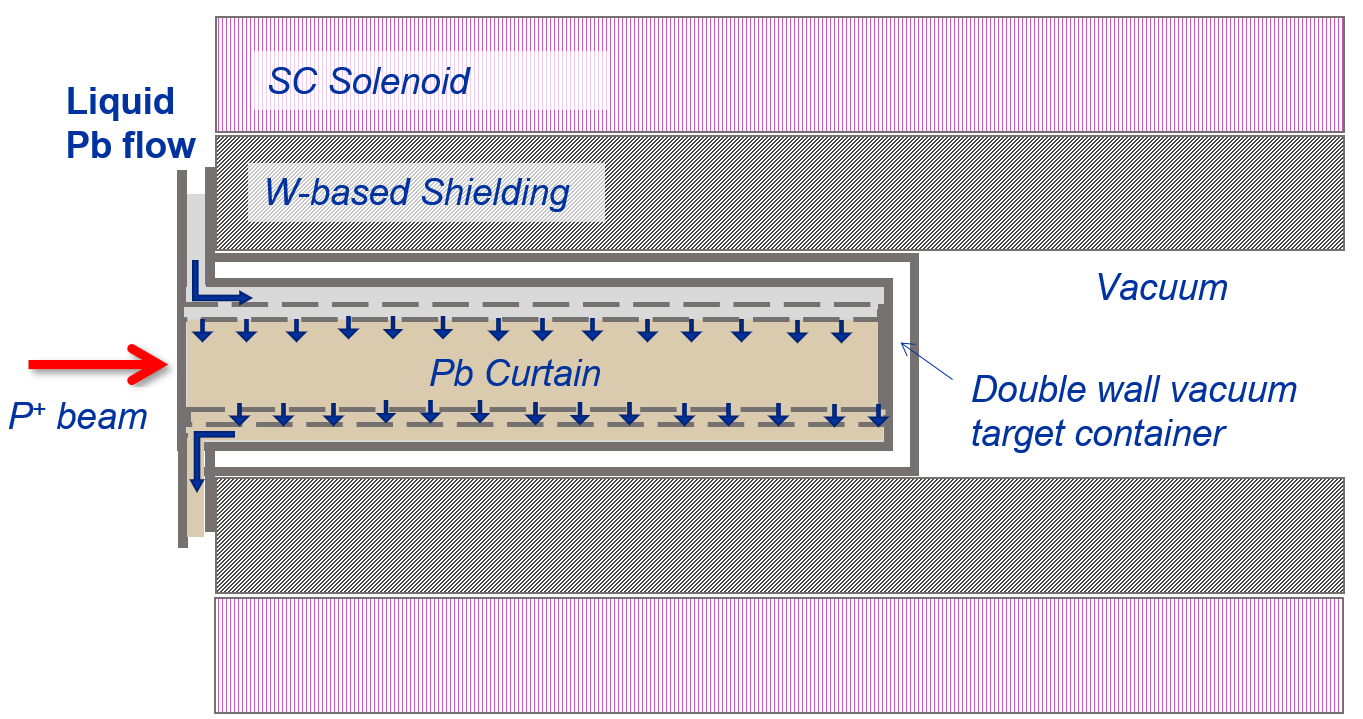 SC Solenoid
Liquid
Pb flow
W-based Shielding
Vacuum
Pb Curtain
P⁺ beam
Double wall vacuum
target container